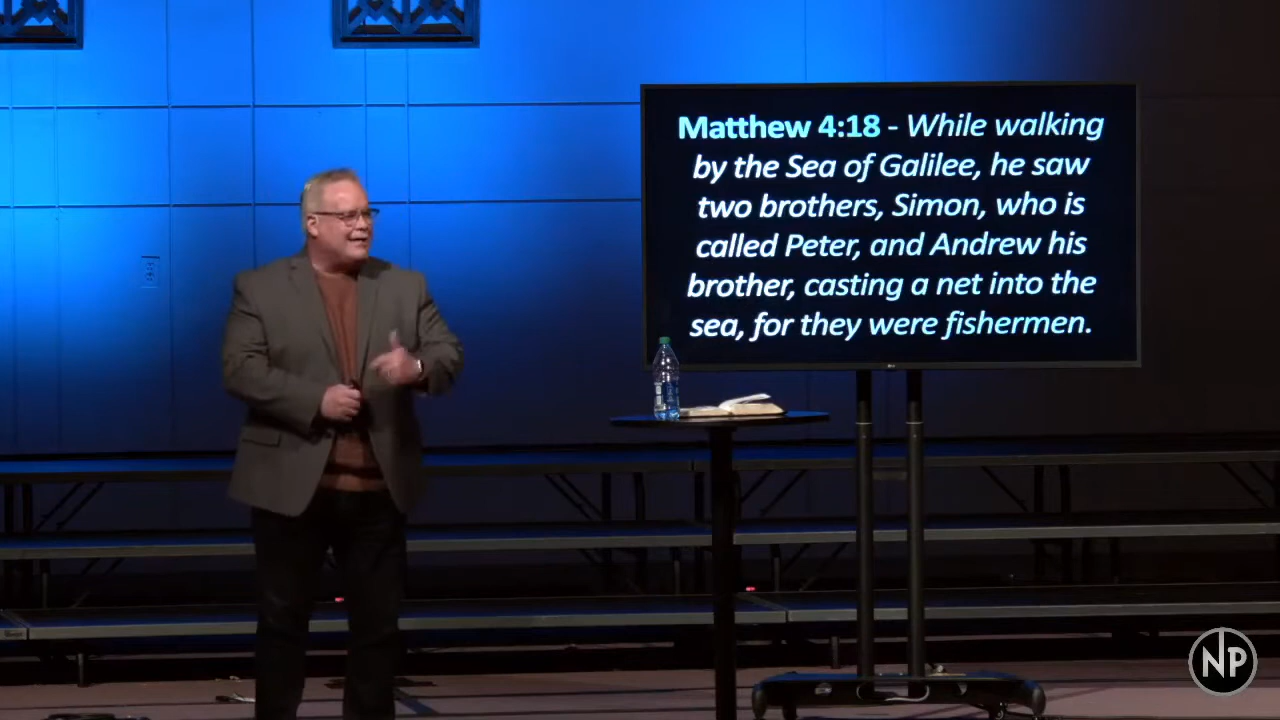 Matthew 4:18 - While walking
by the Sea of Galilee, he saw
two brothers, Simon, who is
called Peter, and Andrew his
brother, casting a net into the
sea, for they were fishermen.
NP